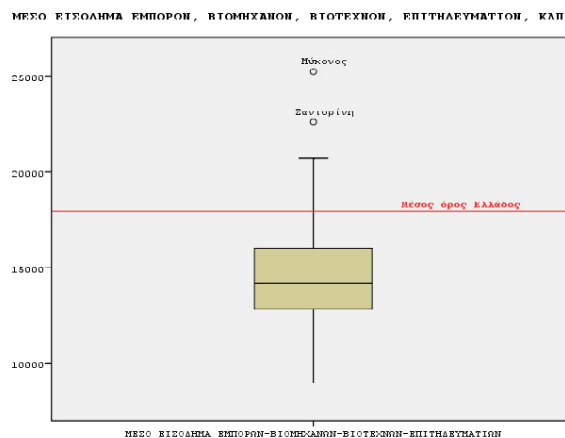 ΜΕΣΟ ΕΙΣΟΔΗΜΑ ΕΜΠΟΡΩΝ, ΒΙΟΜΗΧΑΝΩΝ, ΒΙΟΤΕΧΝΩΝ, ΕΠΙΤΗΔΕΥΜΑΤΙΩΝ, ΚΑΠ
Μύκονος
25000
Σαντορίνη
20000
Μέσος όρος Ελλάδος
15000
10000
ΜΕΣΟ ΕΙΣΟΔΗΜΑ ΕΜΠΟΡΩΝ-ΒΙΟΜΗΧΑΝΩΝ-ΒΙΟΤΕΧΝΩΝ-ΕΠΙΤΗΔΕΥΜΑΤΙΩΝ